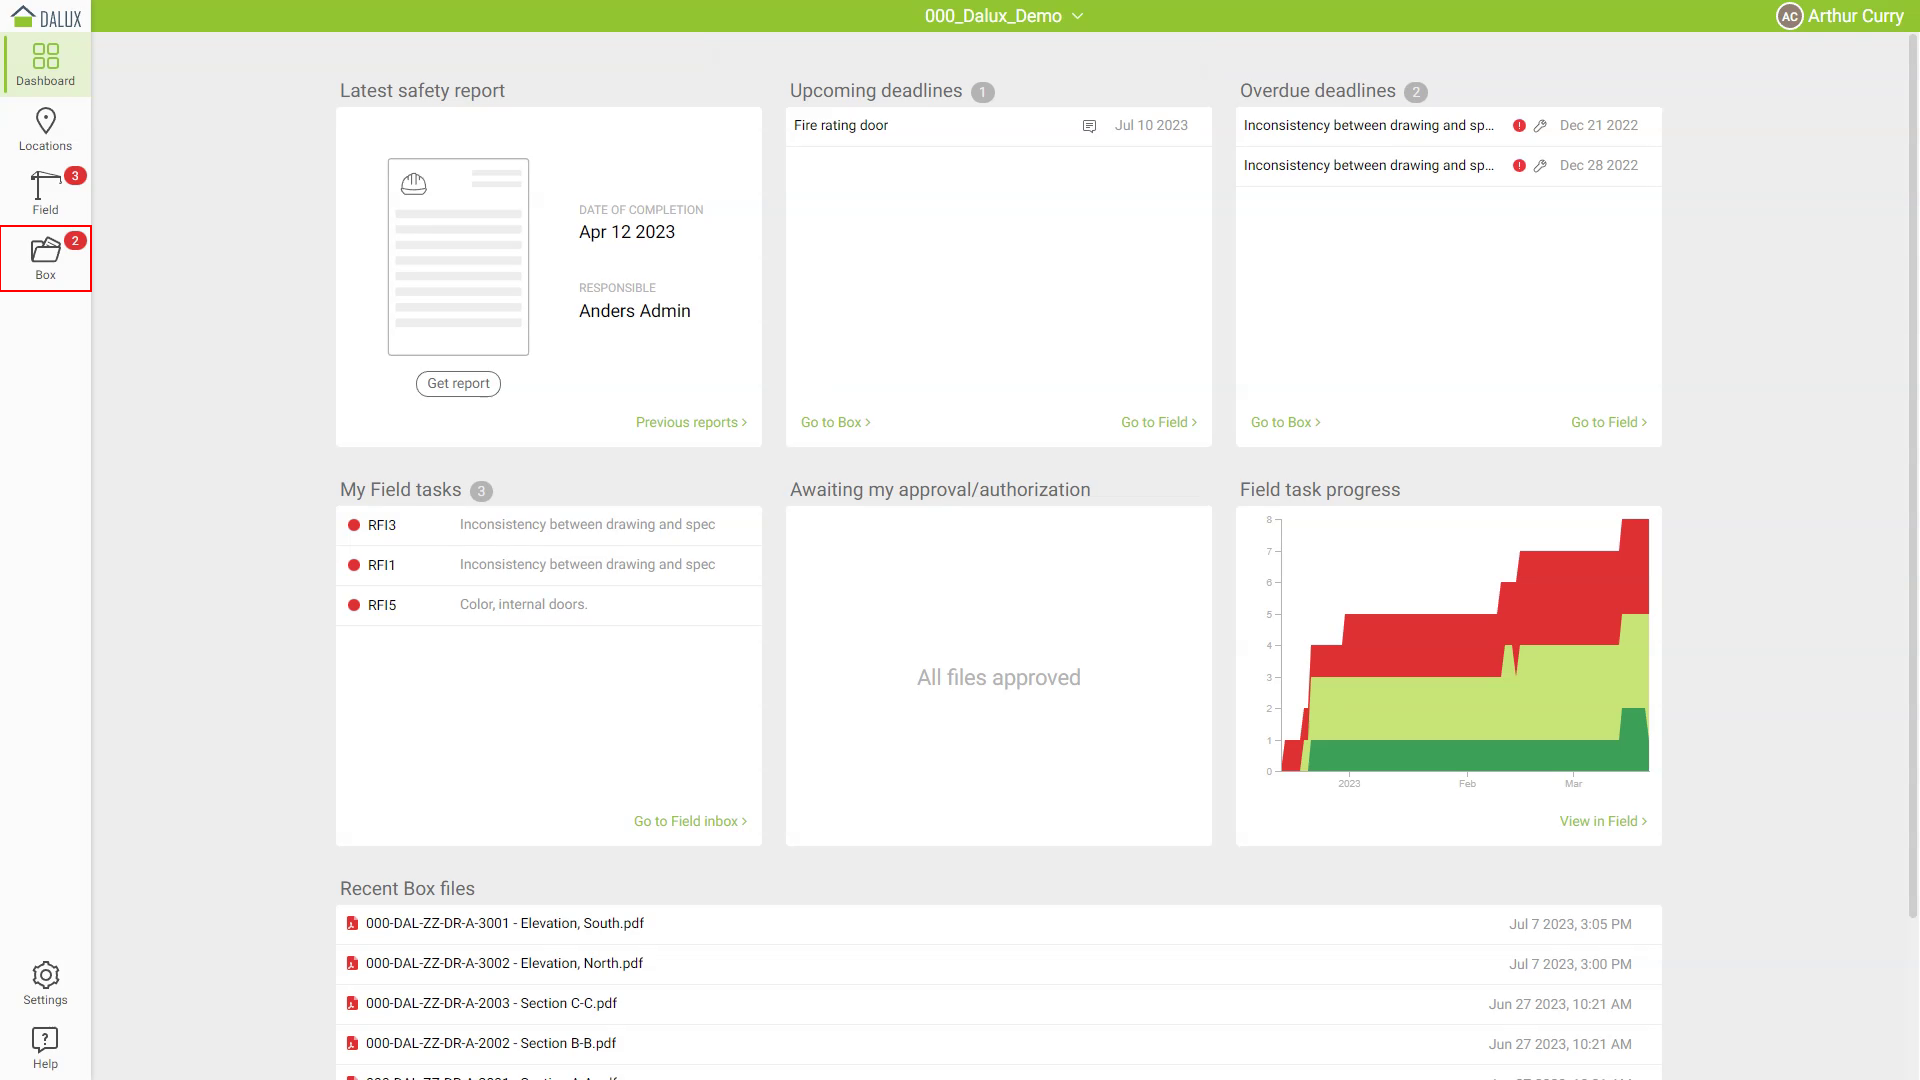 DALUX
000_Dalux_Demo
AC Arthur Curry
Dashboard
Locations
3
Field
2
Box
Settings
?
Help
Latest safety report
DATE OF COMPLETION
Apr 12 2023
RESPONSIBLE
Anders Admin
Get report
Previous reports >
Upcoming deadlines 1
Fire rating door Jul 10 2023
Go to Box > Go to Field >
Overdue deadlines 2
Inconsistency between drawing and sp... ! Dec 21 2022
Inconsistency between drawing and sp... ! Dec 28 2022
Go to Box > Go to Field >
My Field tasks 3
RFI3 Inconsistency between drawing and spec
RFI1 Inconsistency between drawing and spec
RFI5 Color, internal doors.
Go to Field inbox >
Awaiting my approval/authorization
All files approved
Field task progress
8
7
6
5
4
3
2
1
0
2023 Feb Mar
View in Field >
Recent Box files
000-DAL-ZZ-DR-A-3001 - Elevation, South.pdf Jul 7 2023, 3:05 PM
000-DAL-ZZ-DR-A-3002 - Elevation, North.pdf Jul 7 2023, 3:00 PM
000-DAL-ZZ-DR-A-2003 - Section C-C.pdf Jun 27 2023, 10:21 AM
000-DAL-ZZ-DR-A-2002 - Section B-B.pdf Jun 27 2023, 10:21 AM